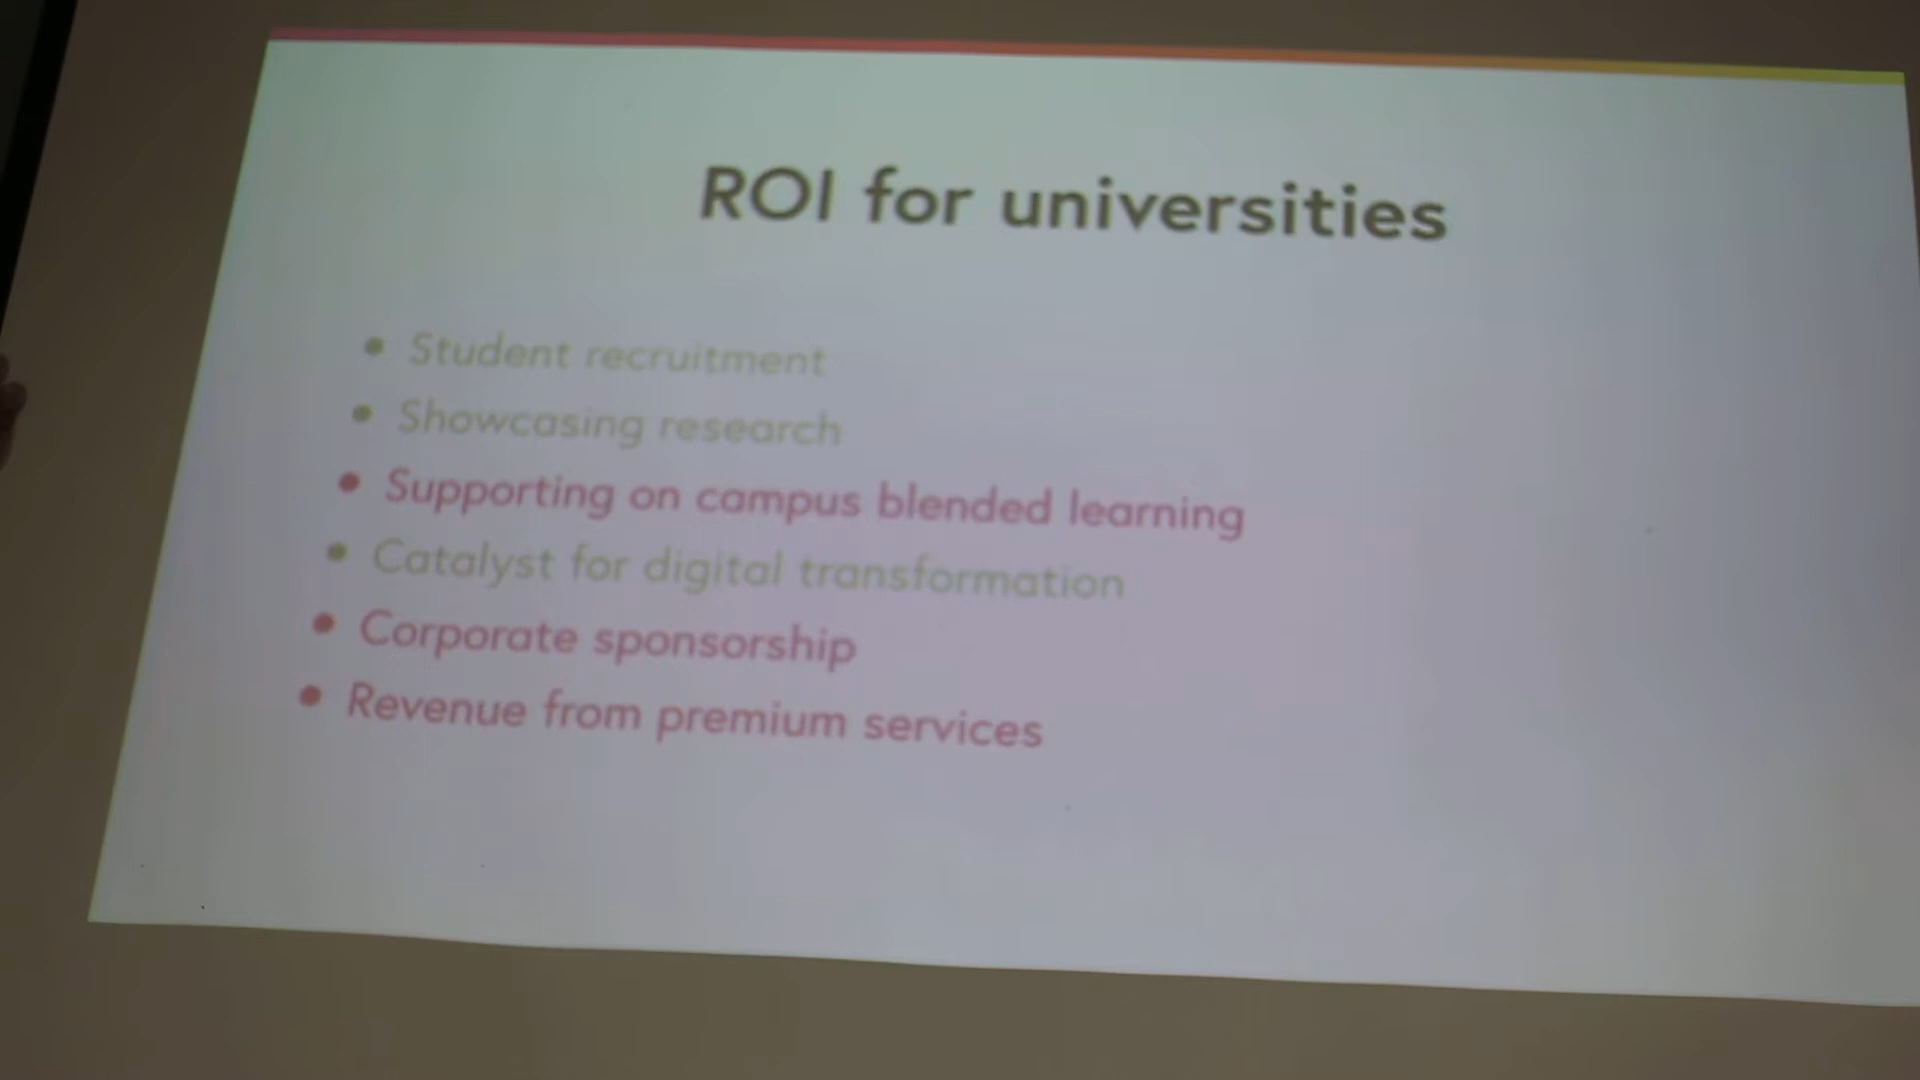 ROI for universities
• Student recruitment
• Showcasing research
• Supporting on campus blended learning
• Catalyst for digital transformation
• Corporate sponsorship
• Revenue from premium services